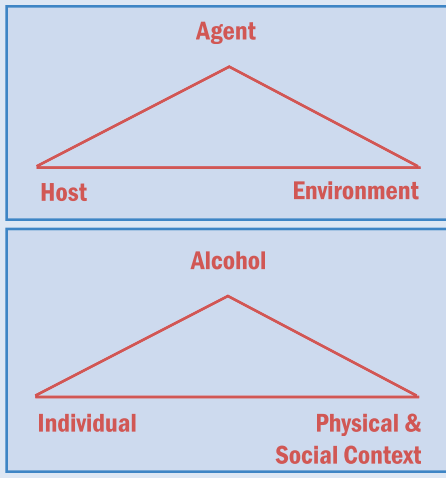 Agent
Host
Environment
Alcohol
Individual
Physical &
Social Context